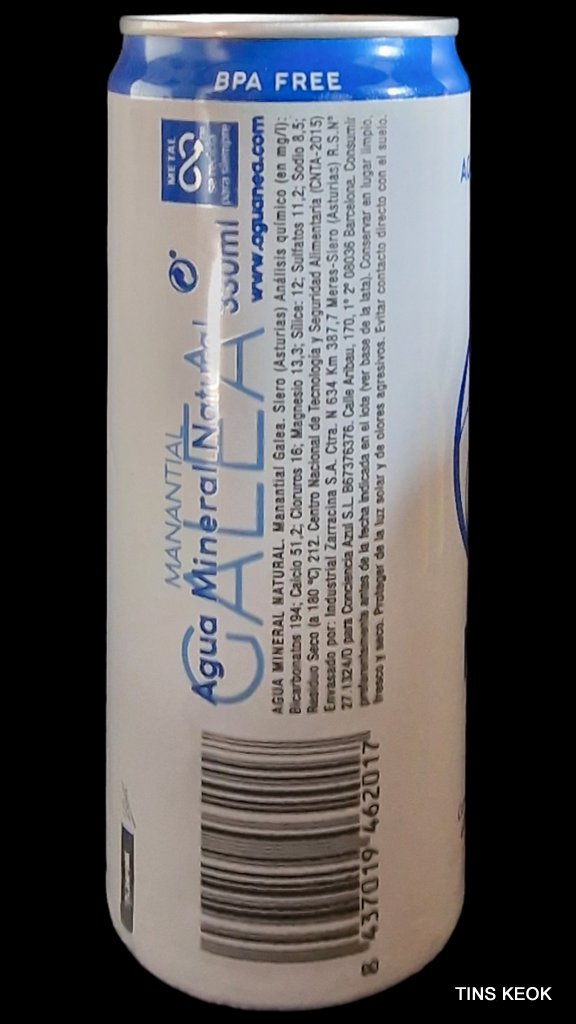 BPA FREE
METAL
para siempre
330ml
www.aguanea.com
MANANTIAL
GALEA
Agua Mineral Natural
AGUA MINERAL NATURAL. Manantial Galea. Siero (Asturias) Análisis químico (en mg/l):
Bicarbonatos 194; Calcio 51,2; Cloruros 16; Magnesio 13,3; Sílice: 12; Sulfatos 11,2; Sodio 8,5;
Residuo Seco (a 180 ºC) 212. Centro Nacional de Tecnología y Seguridad Alimentaria (CNTA-2015)
Envasado por: Industrial Zarracina S.A. Ctra. N 634 Km 387,7 Meres-Siero (Asturias) R.S.Nº
27.1324/O para Conciencia Azul S.L. B67376376. Calle Aribau, 170, 1º 2ª 08036 Barcelona. Consumir
preferentemente antes de la fecha indicada en el lote (ver base de la lata). Conservar en lugar limpio,
fresco y seco. Proteger de la luz solar y de olores agresivos. Evitar contacto directo con el suelo.
8 437019 462017
TINS KEOK